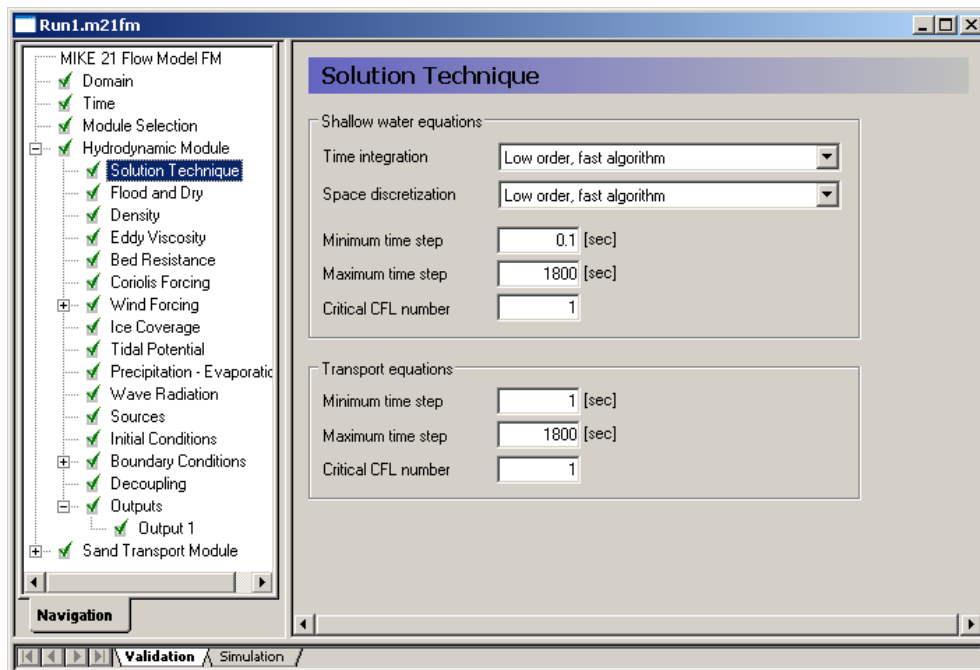 Run1.m21fm
MIKE 21 Flow Model FM
Domain
Time
Module Selection
Hydrodynamic Module
Solution Technique
Flood and Dry
Density
Eddy Viscosity
Bed Resistance
Coriolis Forcing
Wind Forcing
Ice Coverage
Tidal Potential
Precipitation - Evaporatic
Wave Radiation
Sources
Initial Conditions
Boundary Conditions
Decoupling
Outputs
Output 1
Sand Transport Module
Navigation
Solution Technique
Shallow water equations
Time integration Low order, fast algorithm
Space discretization Low order, fast algorithm
Minimum time step 0.1 [sec]
Maximum time step 1800 [sec]
Critical CFL number 1
Transport equations
Minimum time step 1 [sec]
Maximum time step 1800 [sec]
Critical CFL number 1
Validation Simulation